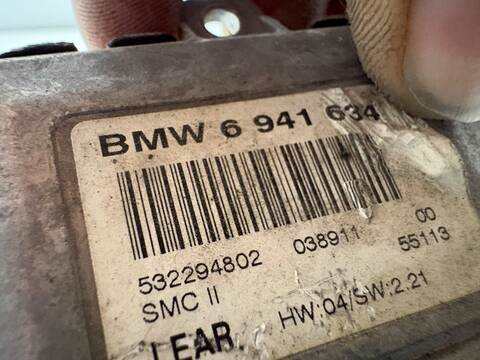 BMW 6 941 634
532294802 038911 00
SMC II 55113
LEAR HW:04/SW:2.21